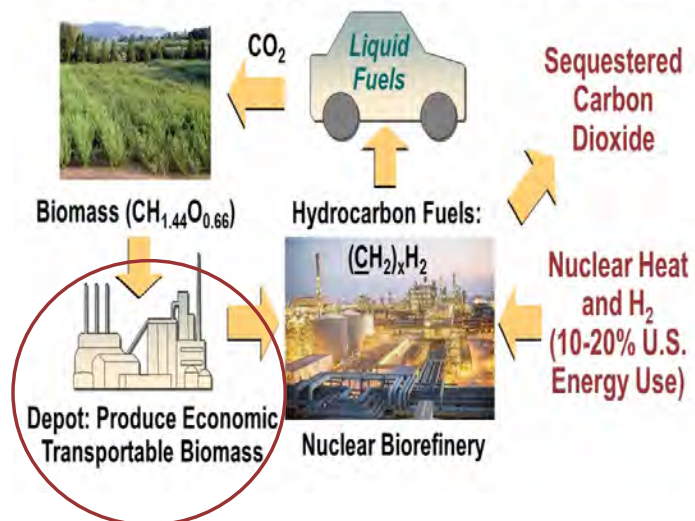 CO₂
Liquid
Fuels
Sequestered
Carbon
Dioxide
Biomass (CH₁.₄₄O₀.₆₆)
Hydrocarbon Fuels:
(CH₂)ₓH₂
Nuclear Heat
and H₂
(10-20% U.S.
Energy Use)
Depot: Produce Economic
Transportable Biomass
Nuclear Biorefinery